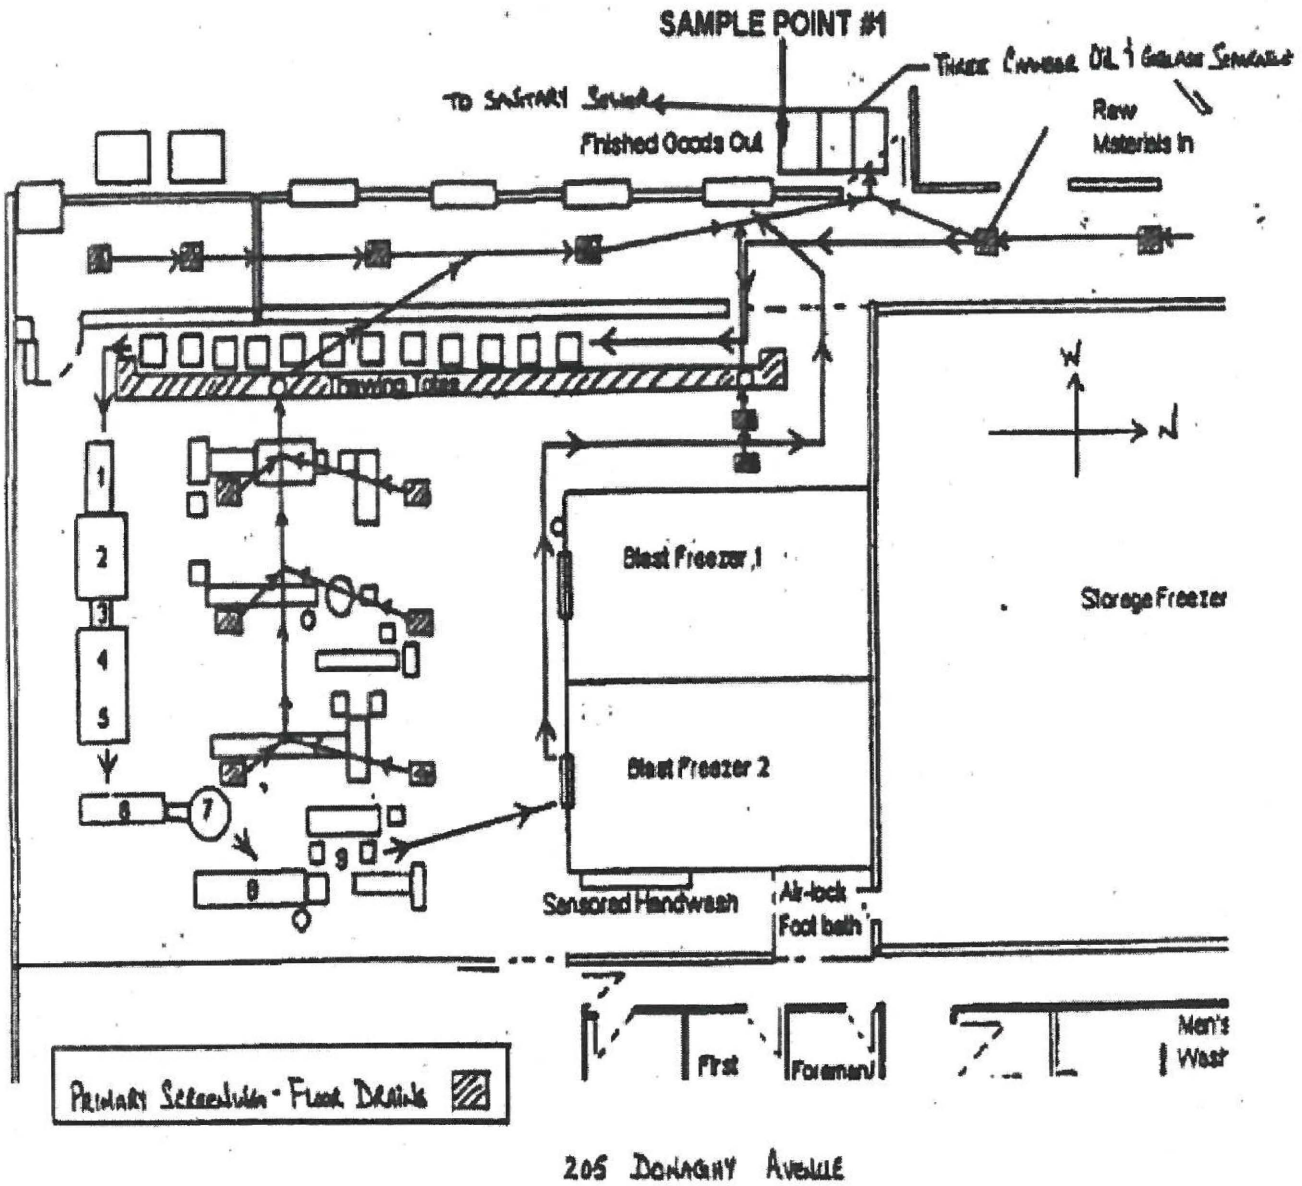 SAMPLE POINT #1
THREE CHAMBER OIL & GREASE SEPARATOR
TO SANITARY SEWER
Finished Goods Out
Raw
Materials In
Thawing Totes
W
N
1
2
3
4
5
6
7
8
9
Blast Freezer 1
Blast Freezer 2
Storage Freezer
Sensored Handwash
Air-lock
Foot bath
First
Foreman
Men's
Wash
PRIMARY SCREENING - FLOOR DRAINS
205 DONAGHY AVENUE